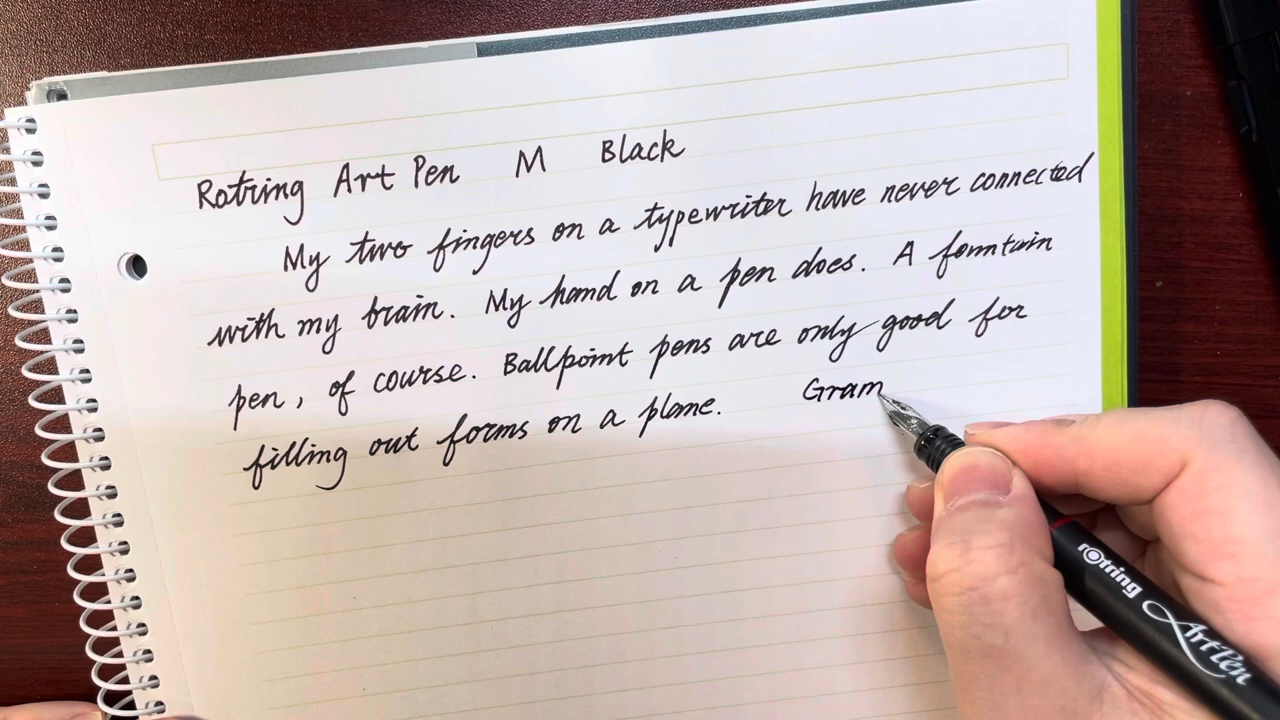 Rotring Art Pen M Black
My two fingers on a typewriter have never connected
with my brain. My hand on a pen does. A fountain
pen, of course. Ballpoint pens are only good for
filling out forms on a plane. Gram
rotring ArtPen